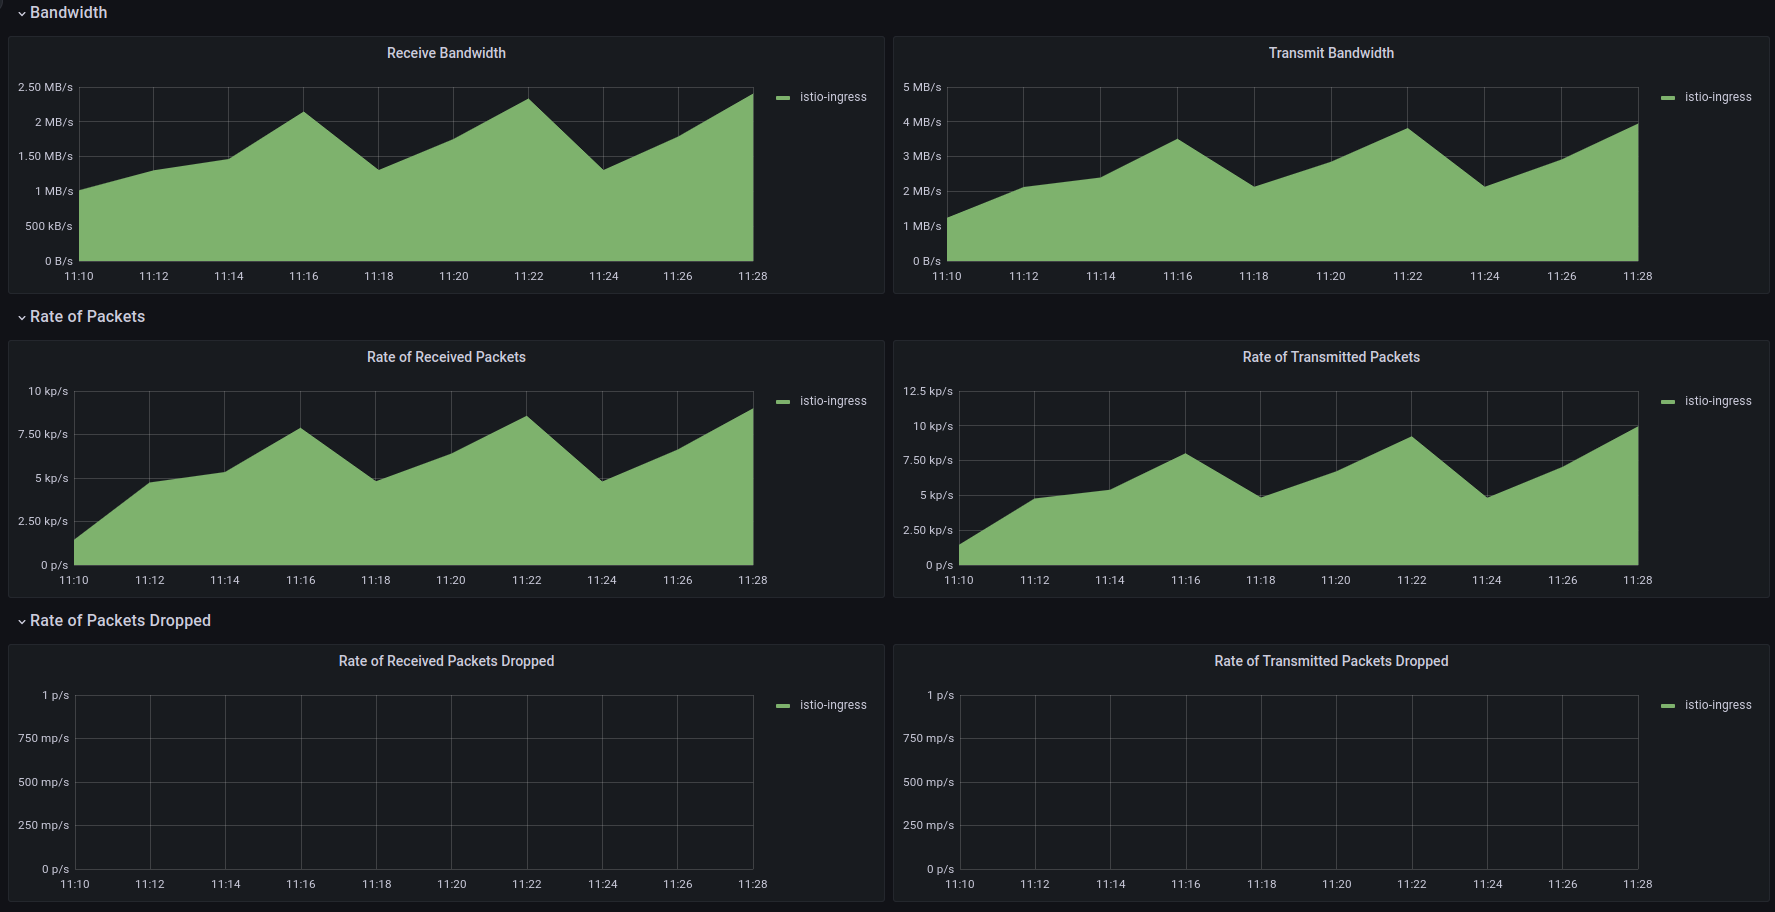 Bandwidth
Receive Bandwidth
2.50 MB/s
2 MB/s
1.50 MB/s
1 MB/s
500 kB/s
0 B/s
11:10 11:12 11:14 11:16 11:18 11:20 11:22 11:24 11:26 11:28
istio-ingress
Transmit Bandwidth
5 MB/s
4 MB/s
3 MB/s
2 MB/s
1 MB/s
0 B/s
11:10 11:12 11:14 11:16 11:18 11:20 11:22 11:24 11:26 11:28
istio-ingress
Rate of Packets
Rate of Received Packets
10 kp/s
7.50 kp/s
5 kp/s
2.50 kp/s
0 p/s
11:10 11:12 11:14 11:16 11:18 11:20 11:22 11:24 11:26 11:28
istio-ingress
Rate of Transmitted Packets
12.5 kp/s
10 kp/s
7.50 kp/s
5 kp/s
2.50 kp/s
0 p/s
11:10 11:12 11:14 11:16 11:18 11:20 11:22 11:24 11:26 11:28
istio-ingress
Rate of Packets Dropped
Rate of Received Packets Dropped
1 p/s
750 mp/s
500 mp/s
250 mp/s
0 p/s
11:10 11:12 11:14 11:16 11:18 11:20 11:22 11:24 11:26 11:28
istio-ingress
Rate of Transmitted Packets Dropped
1 p/s
750 mp/s
500 mp/s
250 mp/s
0 p/s
11:10 11:12 11:14 11:16 11:18 11:20 11:22 11:24 11:26 11:28
istio-ingress